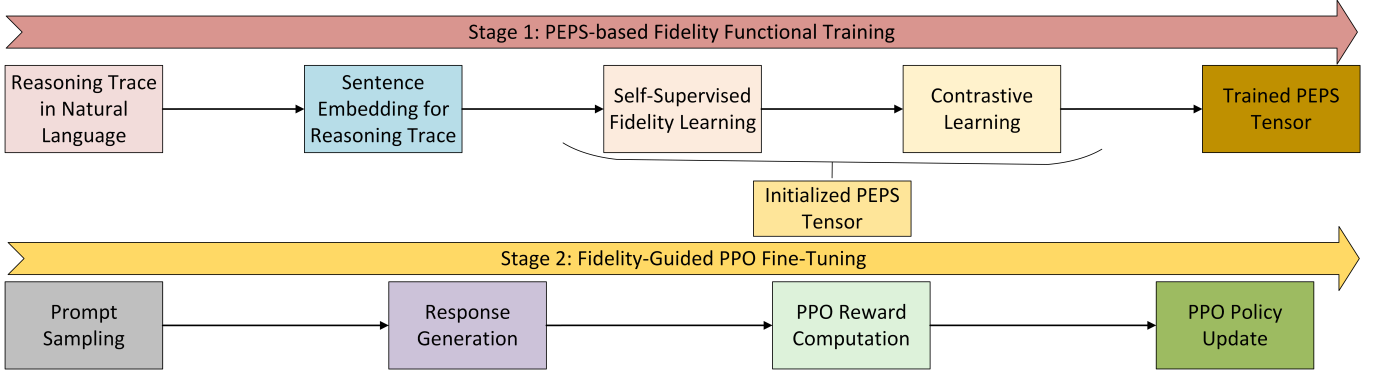 Stage 1: PEPS-based Fidelity Functional Training
Reasoning Trace
in Natural
Language
Sentence
Embedding for
Reasoning Trace
Self-Supervised
Fidelity Learning
Contrastive
Learning
Trained PEPS
Tensor
Initialized PEPS
Tensor
Stage 2: Fidelity-Guided PPO Fine-Tuning
Prompt
Sampling
Response
Generation
PPO Reward
Computation
PPO Policy
Update